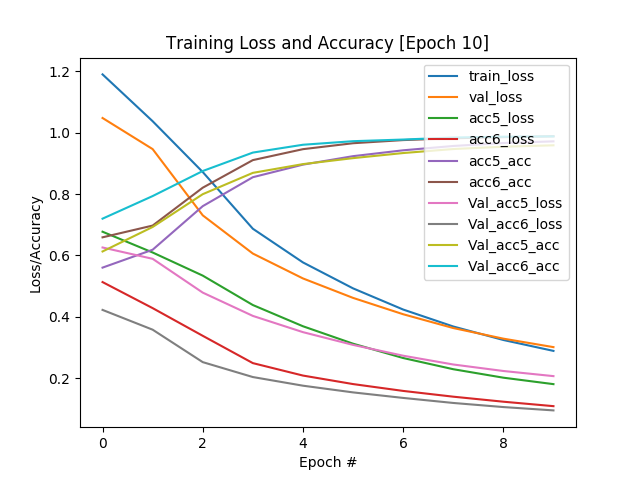 Training Loss and Accuracy [Epoch 10]
1.2
1.0
0.8
0.6
0.4
0.2
Loss/Accuracy
train_loss
val_loss
acc5_loss
acc6_loss
acc5_acc
acc6_acc
Val_acc5_loss
Val_acc6_loss
Val_acc5_acc
Val_acc6_acc
0 2 4 6 8
Epoch #